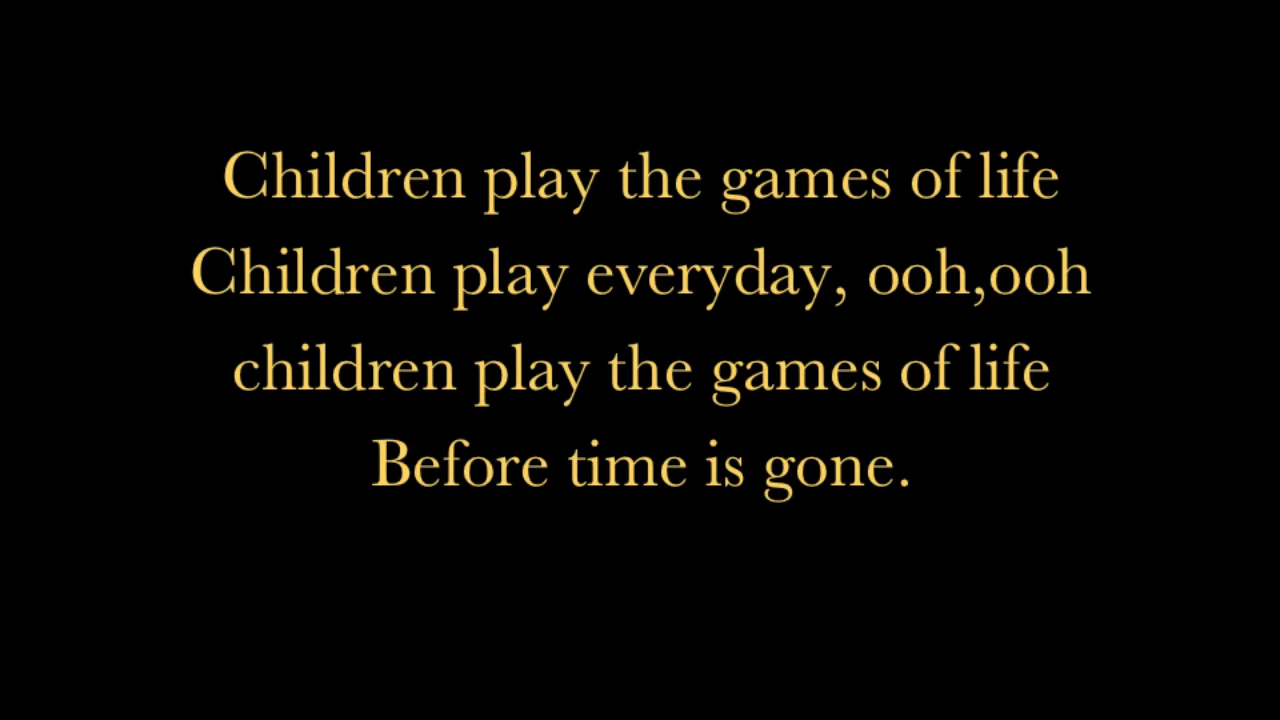 Children play the games of life
Children play everyday, ooh,ooh
children play the games of life
Before time is gone.